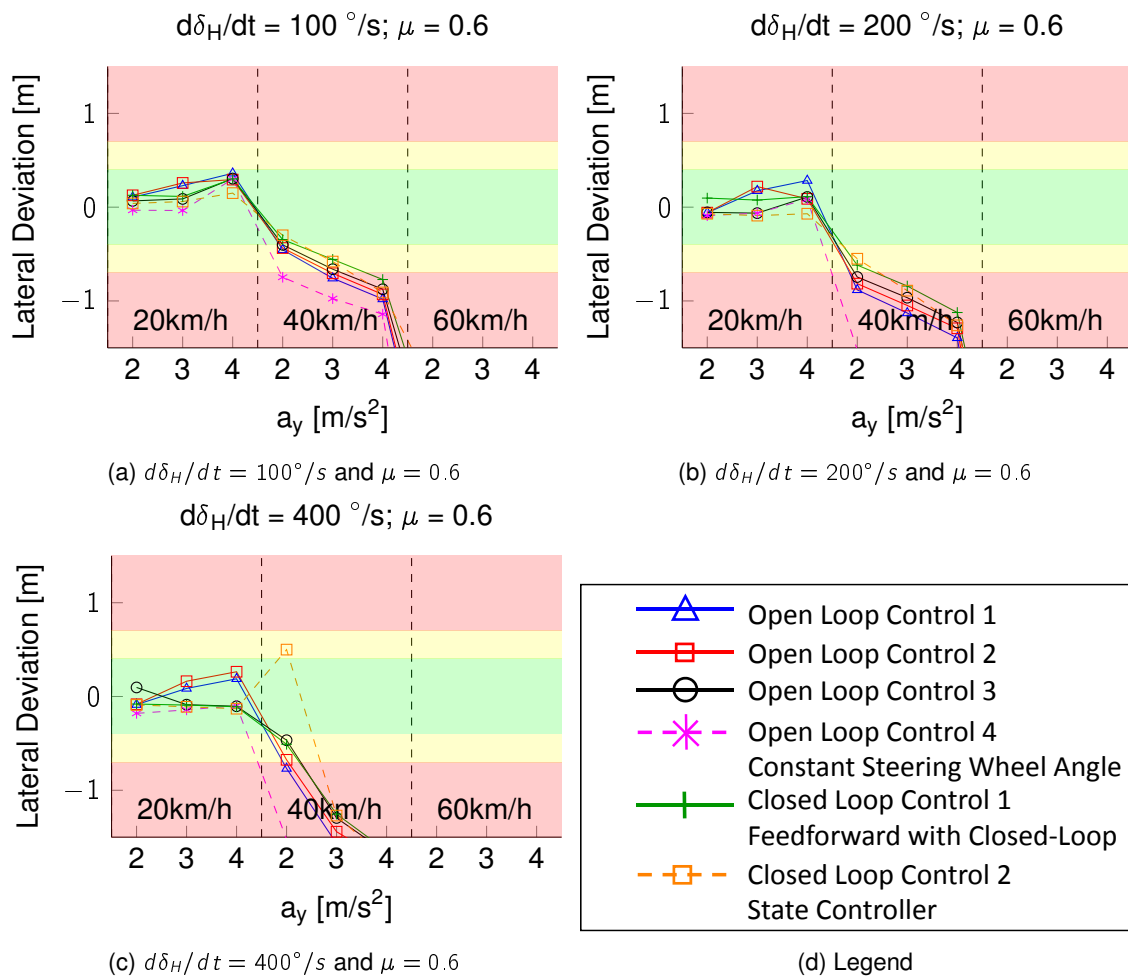 dδH/dt = 100 °/s; μ = 0.6
Lateral Deviation [m]
1
0
−1
20km/h 40km/h 60km/h
2 3 4 2 3 4 2 3 4
ay [m/s2]
(a) dδH/dt = 100°/s and μ = 0.6
dδH/dt = 200 °/s; μ = 0.6
Lateral Deviation [m]
1
0
−1
20km/h 40km/h 60km/h
2 3 4 2 3 4 2 3 4
ay [m/s2]
(b) dδH/dt = 200°/s and μ = 0.6
dδH/dt = 400 °/s; μ = 0.6
Lateral Deviation [m]
1
0
−1
20km/h 40km/h 60km/h
2 3 4 2 3 4 2 3 4
ay [m/s2]
(c) dδH/dt = 400°/s and μ = 0.6
Open Loop Control 1
Open Loop Control 2
Open Loop Control 3
Open Loop Control 4
Constant Steering Wheel Angle
Closed Loop Control 1
Feedforward with Closed-Loop
Closed Loop Control 2
State Controller
(d) Legend